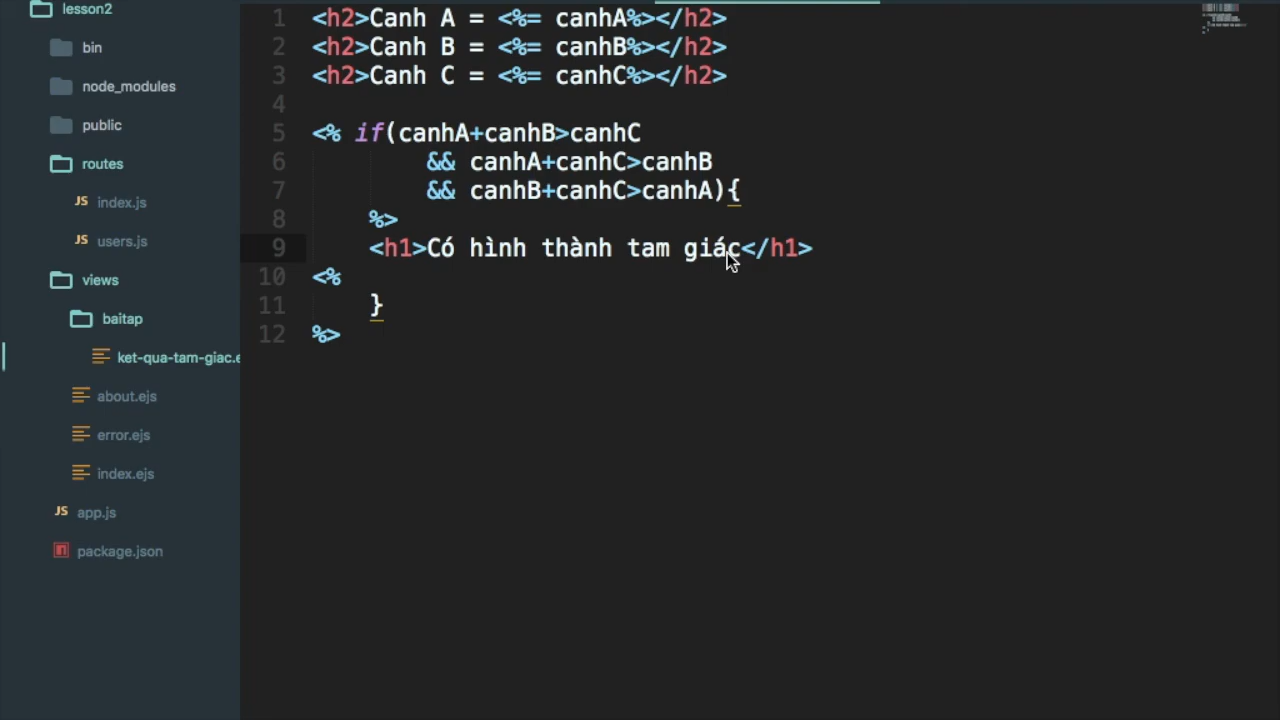 lesson2
bin
node_modules
public
routes
JS index.js
JS users.js
views
baitap
ket-qua-tam-giac.e
about.ejs
error.ejs
index.ejs
JS app.js
package.json
1 <h2>Canh A = <%= canhA%></h2>
2 <h2>Canh B = <%= canhB%></h2>
3 <h2>Canh C = <%= canhC%></h2>
4
5 <% if(canhA+canhB>canhC
6 && canhA+canhC>canhB
7 && canhB+canhC>canhA){
8 %>
9 <h1>Có hình thành tam giác</h1>
10 <%
11 }
12 %>